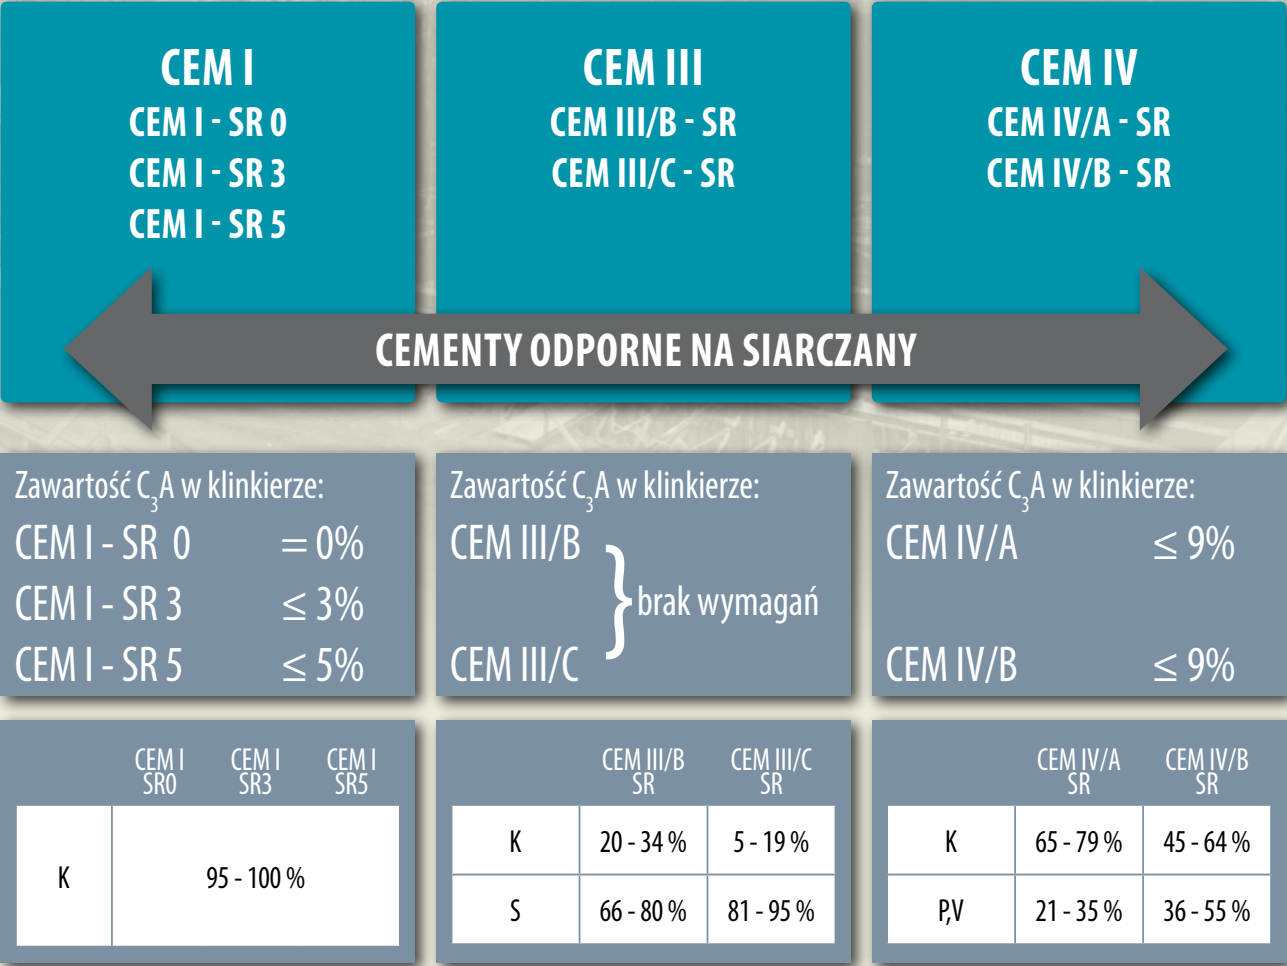 CEM I
CEM I - SR 0
CEM I - SR 3
CEM I - SR 5
CEM III
CEM III/B - SR
CEM III/C - SR
CEM IV
CEM IV/A - SR
CEM IV/B - SR
CEMENTY ODPORNE NA SIARCZANY
Zawartość C₃A w klinkierze:
CEM I - SR 0 = 0%
CEM I - SR 3 ≤ 3%
CEM I - SR 5 ≤ 5%
Zawartość C₃A w klinkierze:
CEM III/B
} brak wymagań
CEM III/C
Zawartość C₃A w klinkierze:
CEM IV/A ≤ 9%
CEM IV/B ≤ 9%
CEM I CEM I CEM I
SR0 SR3 SR5
K 95 - 100 %
CEM III/B CEM III/C
SR SR
K 20 - 34 % 5 - 19 %
S 66 - 80 % 81 - 95 %
CEM IV/A CEM IV/B
SR SR
K 65 - 79 % 45 - 64 %
P,V 21 - 35 % 36 - 55 %